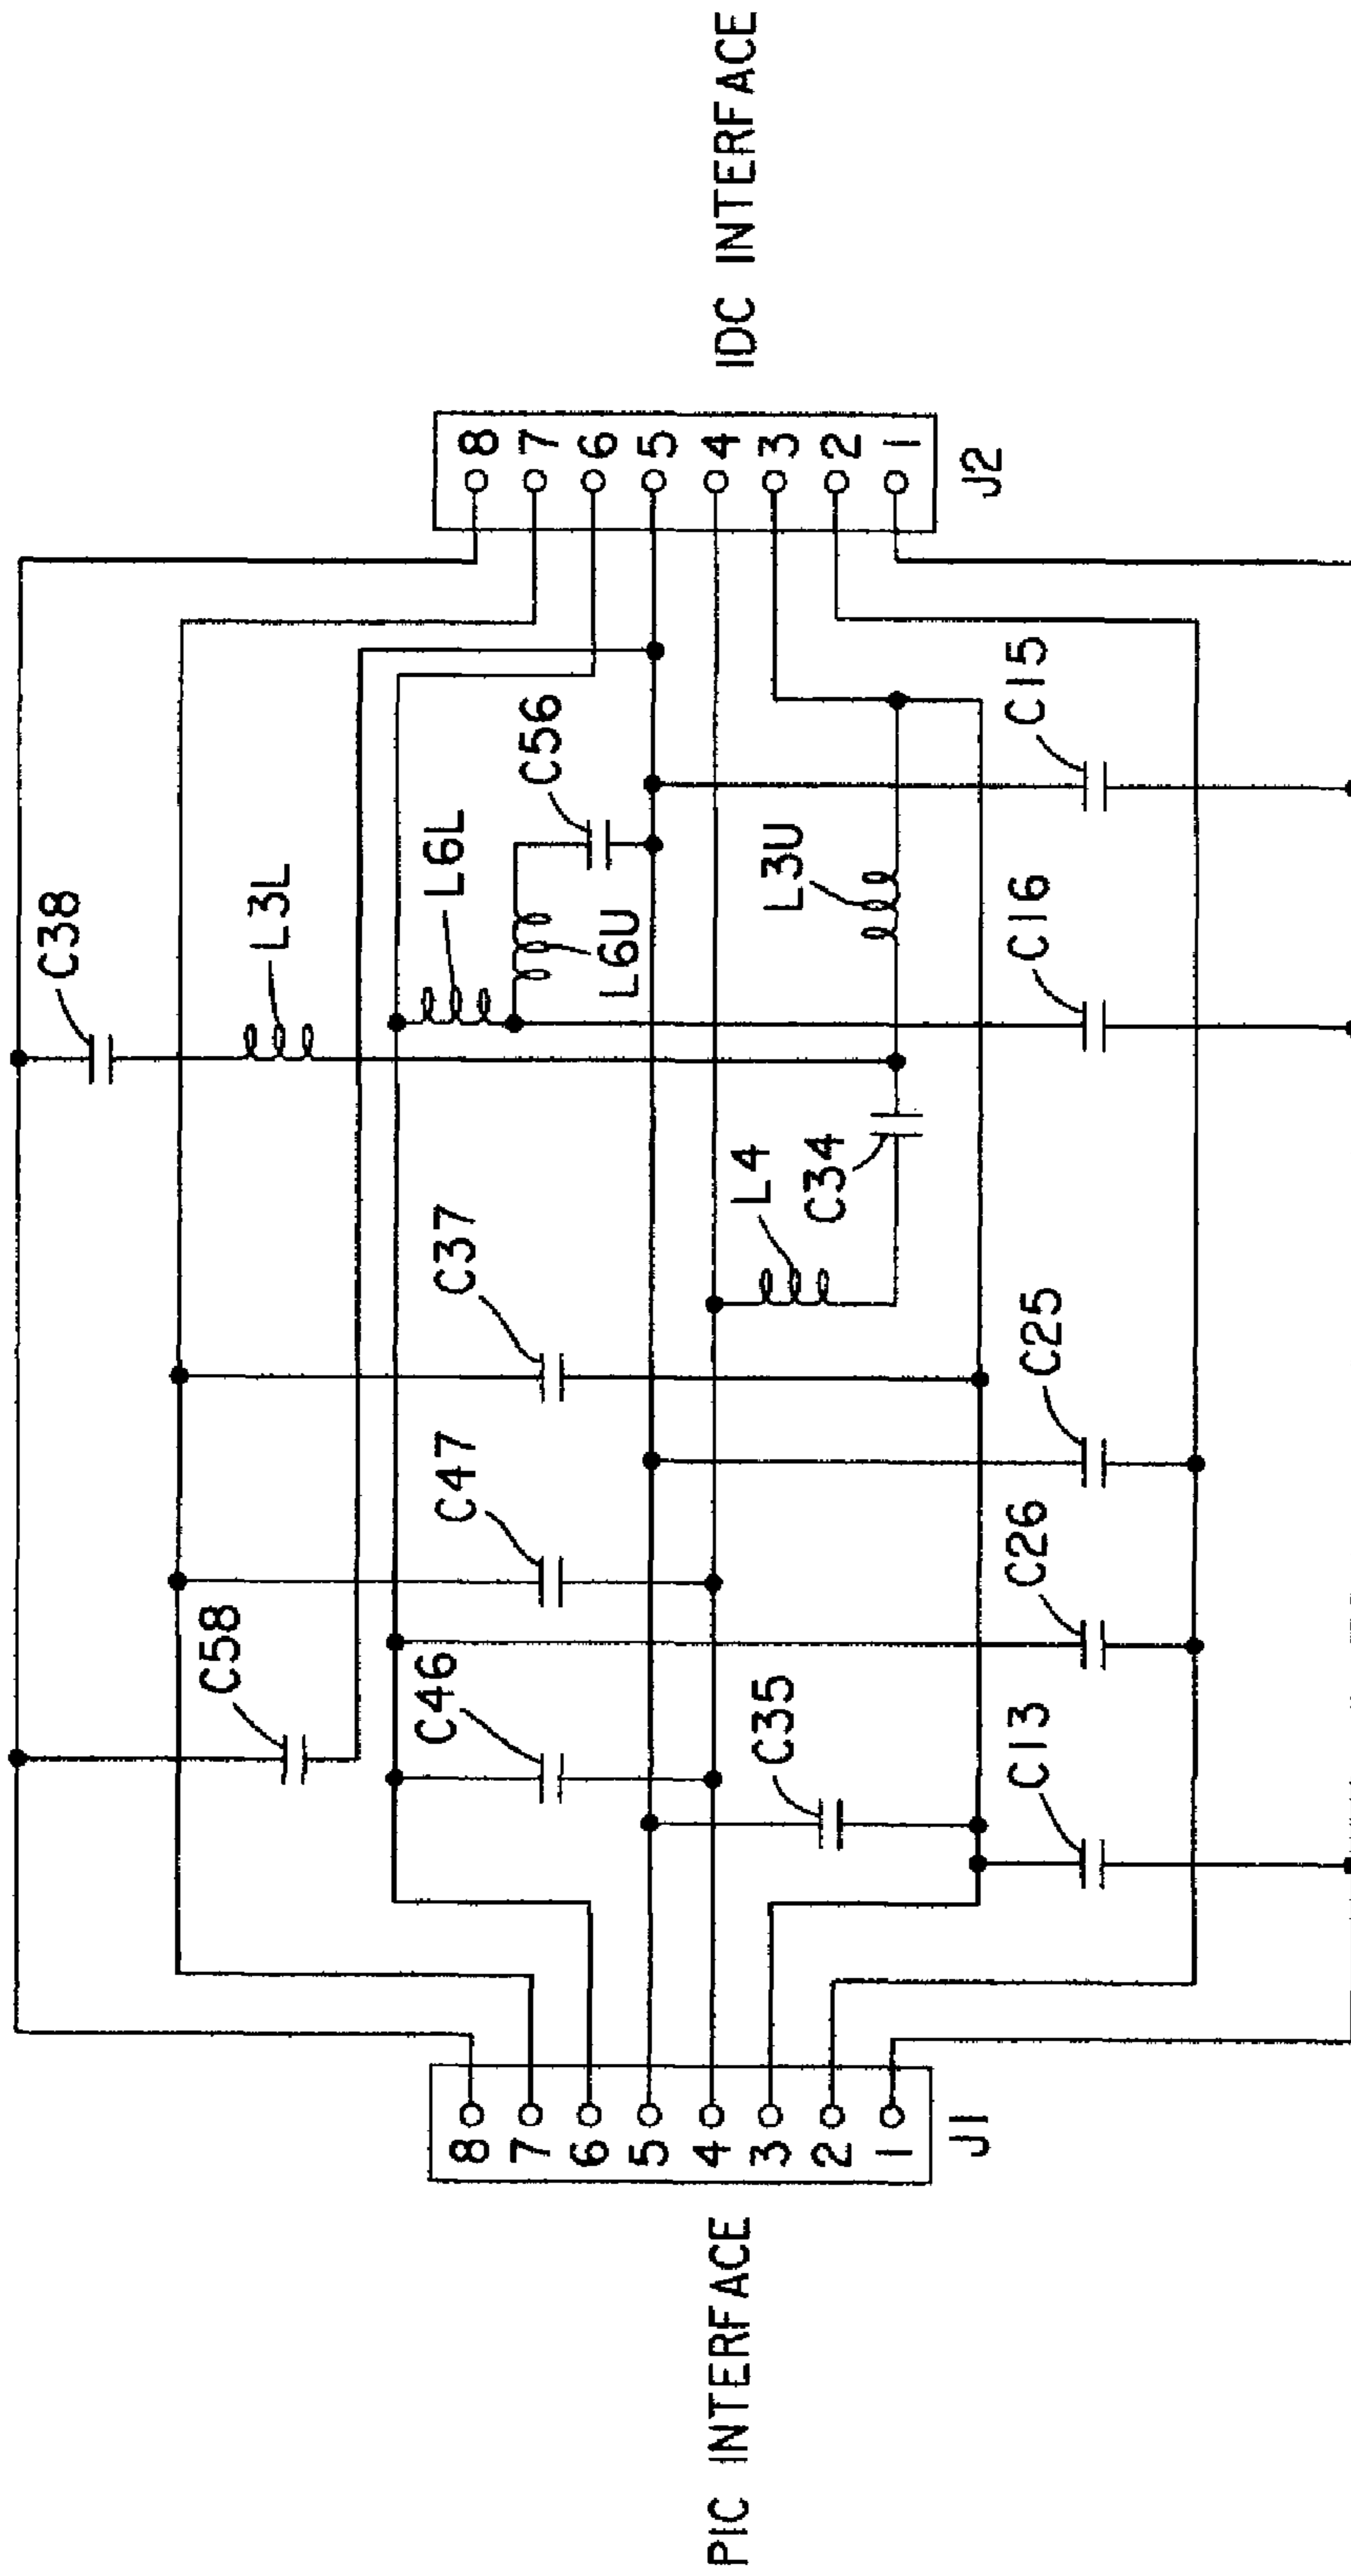 C38
L3L
L6L
C56
L6U
C58
C37
C47
C46
L4
C34
L3U
C35
C15
C16
C25
C26
C13
PIC INTERFACE
8
7
6
5
4
3
2
1
J1
8
7
6
5
4
3
2
1
J2
IDC INTERFACE